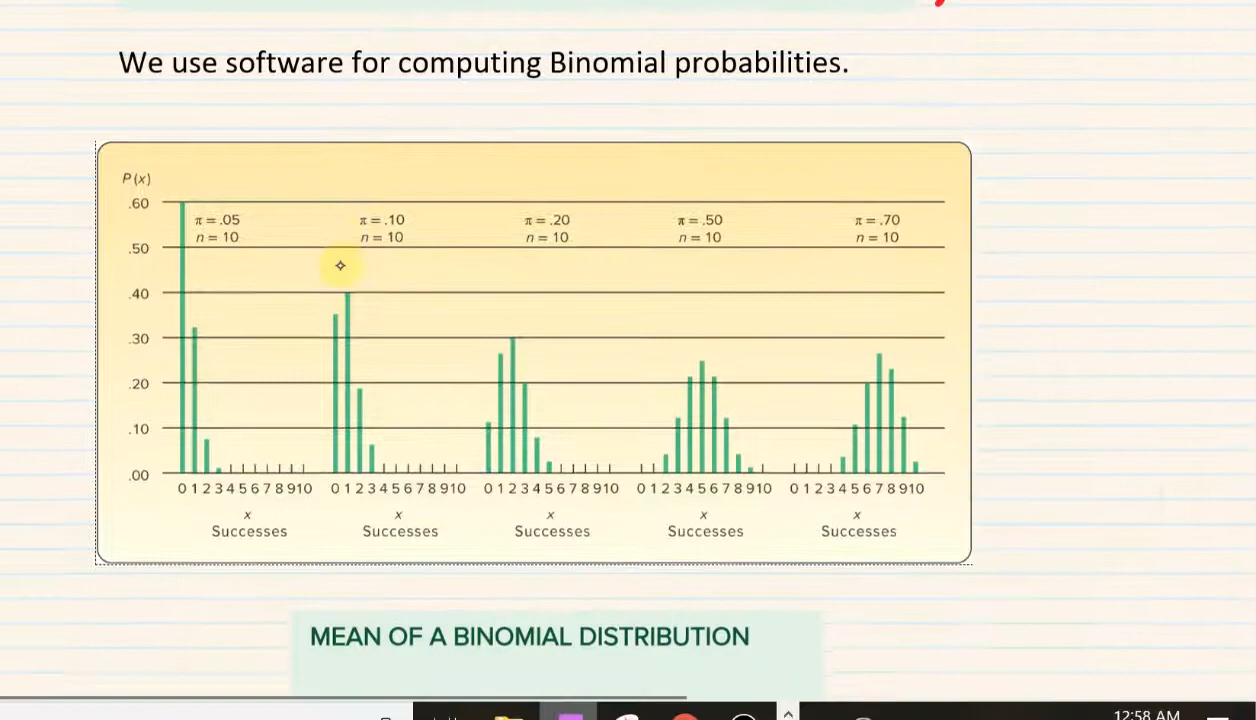 We use software for computing Binomial probabilities.
P(x)
.60
π = .05 π = .10 π = .20 π = .50 π = .70
n = 10 n = 10 n = 10 n = 10 n = 10
.50
.40
.30
.20
.10
.00
0 1 2 3 4 5 6 7 8 9 10 0 1 2 3 4 5 6 7 8 9 10 0 1 2 3 4 5 6 7 8 9 10 0 1 2 3 4 5 6 7 8 9 10 0 1 2 3 4 5 6 7 8 9 10
x x x x x
Successes Successes Successes Successes Successes
MEAN OF A BINOMIAL DISTRIBUTION
12:58 AM